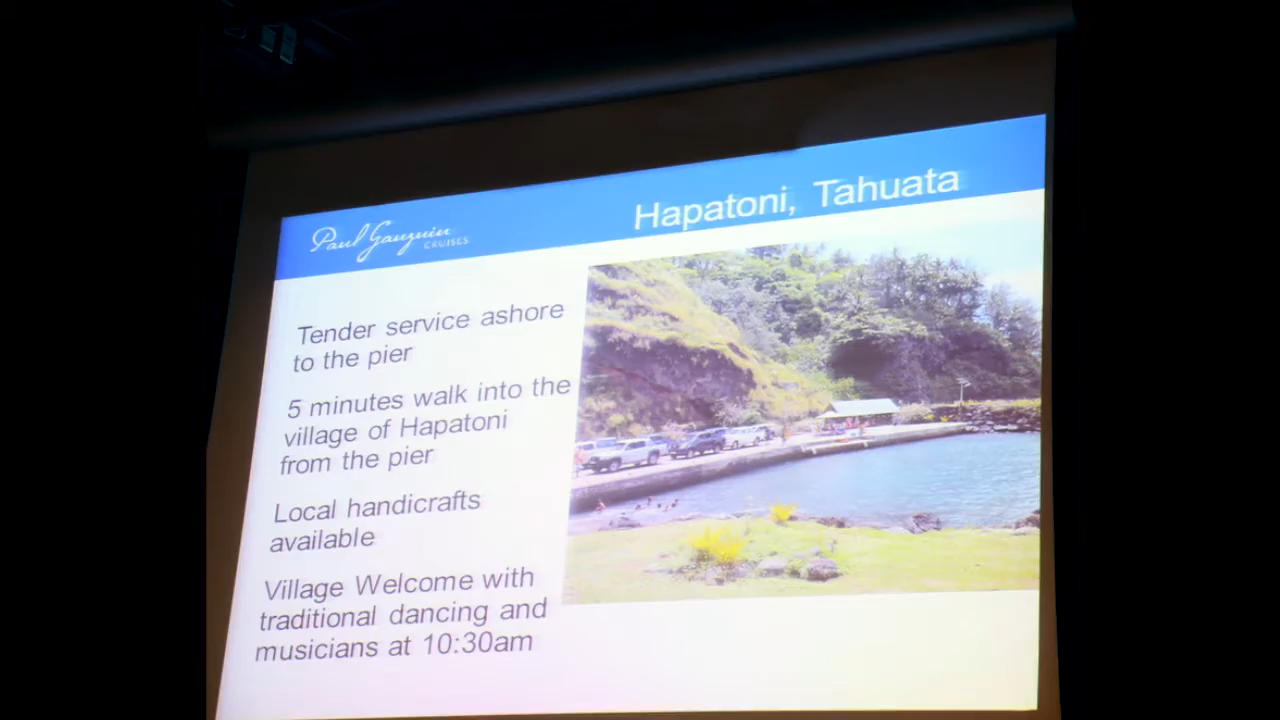 Paul Gauguin
CRUISES
Hapatoni, Tahuata
Tender service ashore
to the pier
5 minutes walk into the
village of Hapatoni
from the pier
Local handicrafts
available
Village Welcome with
traditional dancing and
musicians at 10:30am